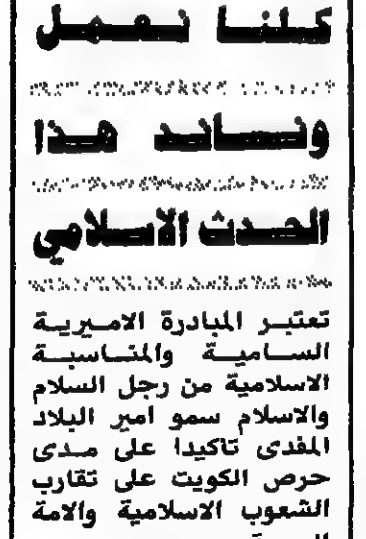 كلنا نعمل
ونساند هذا
الحدث الاسلامي
تعتبر المبادرة الاميرية
السامية والمناسبة
الاسلامية من رجل السلام
والاسلام سمو امير البلاد
المفدى تاكيدا على مدى
حرص الكويت على تقارب
الشعوب الاسلامية والامة